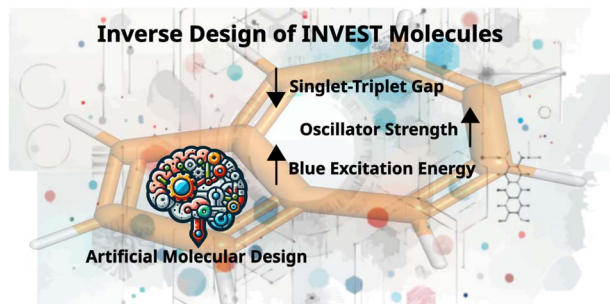 Inverse Design of INVEST Molecules
Singlet-Triplet Gap
Oscillator Strength
Blue Excitation Energy
Artificial Molecular Design